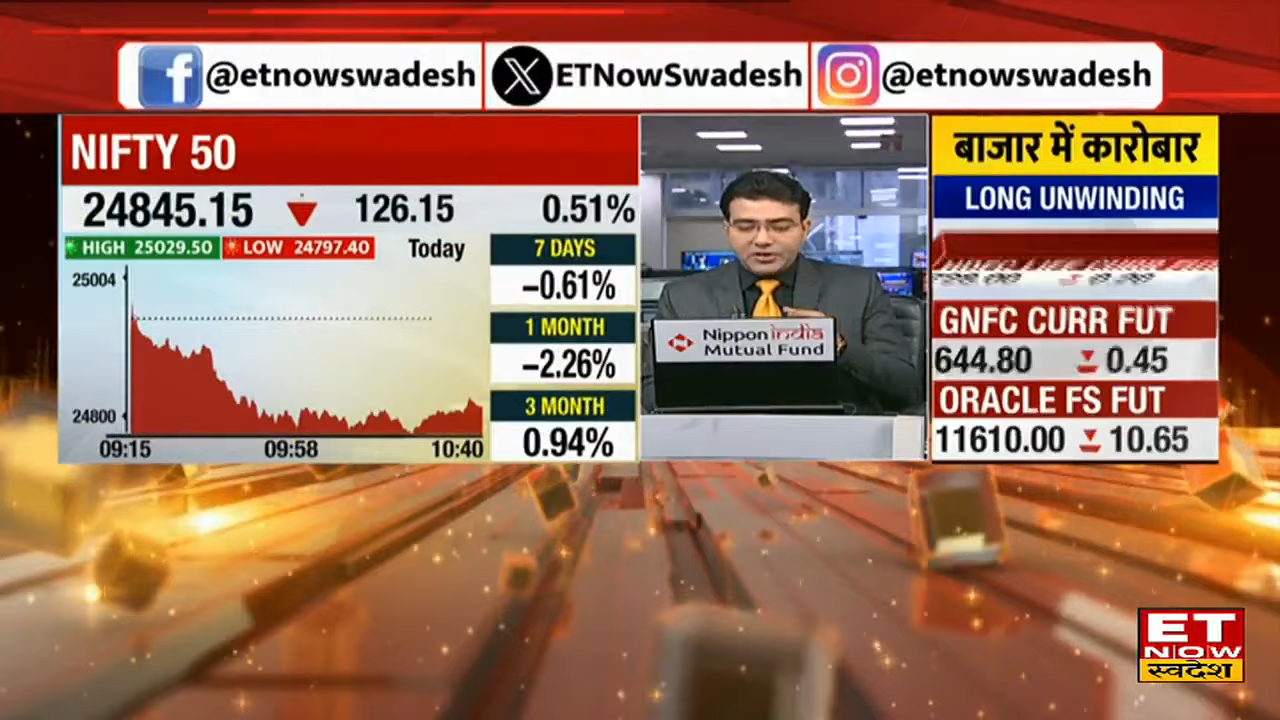 @etnowswadesh
ETNowSwadesh
@etnowswadesh
NIFTY 50
24845.15 ▼ 126.15 0.51%
HIGH 25029.50 LOW 24797.40 Today
25004
24800
09:15 09:58 10:40
7 DAYS
-0.61%
1 MONTH
-2.26%
3 MONTH
0.94%
Nippon india
Mutual Fund
बाजार में कारोबार
LONG UNWINDING
GNFC CURR FUT
644.80 0.45
ORACLE FS FUT
11610.00 10.65
ET
NOW
स्वदेश